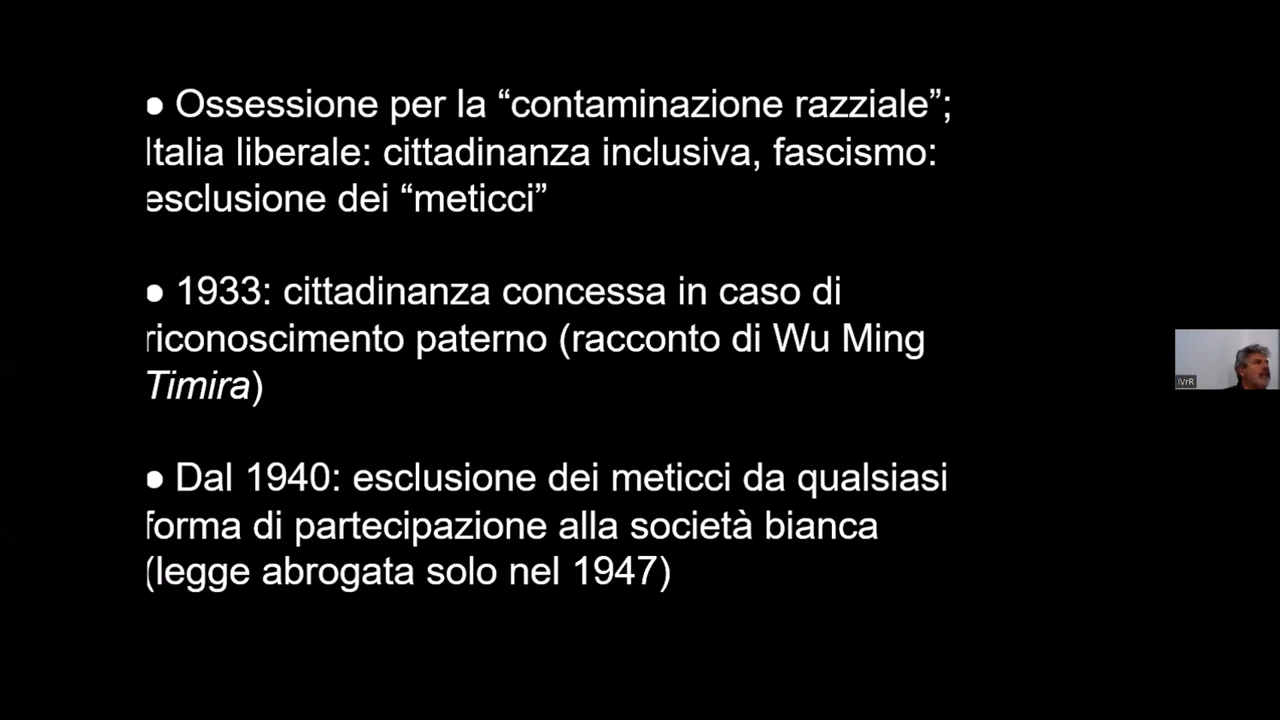 ● Ossessione per la “contaminazione razziale”;
Italia liberale: cittadinanza inclusiva, fascismo:
esclusione dei “meticci”
● 1933: cittadinanza concessa in caso di
riconoscimento paterno (racconto di Wu Ming
Timira)
● Dal 1940: esclusione dei meticci da qualsiasi
forma di partecipazione alla società bianca
(legge abrogata solo nel 1947)
IVrR